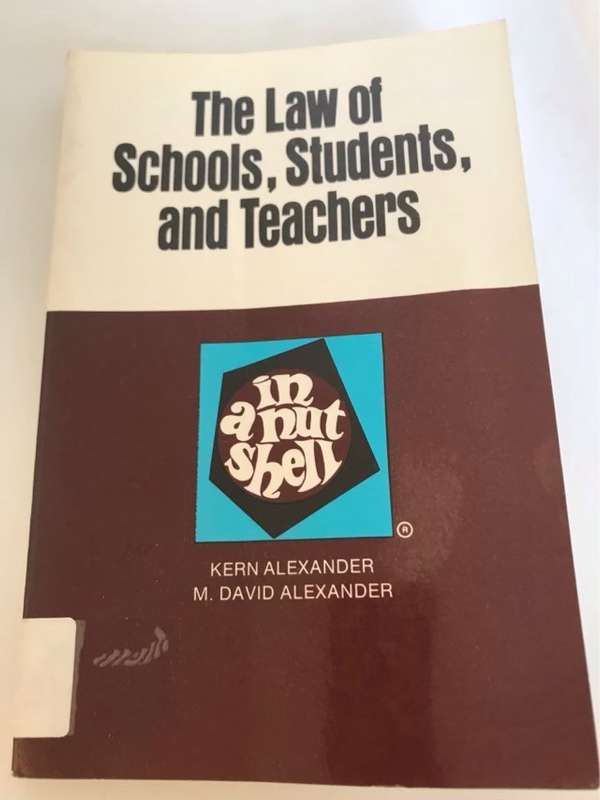 The Law of
Schools, Students,
and Teachers
in
a nut
shell
®
KERN ALEXANDER
M. DAVID ALEXANDER